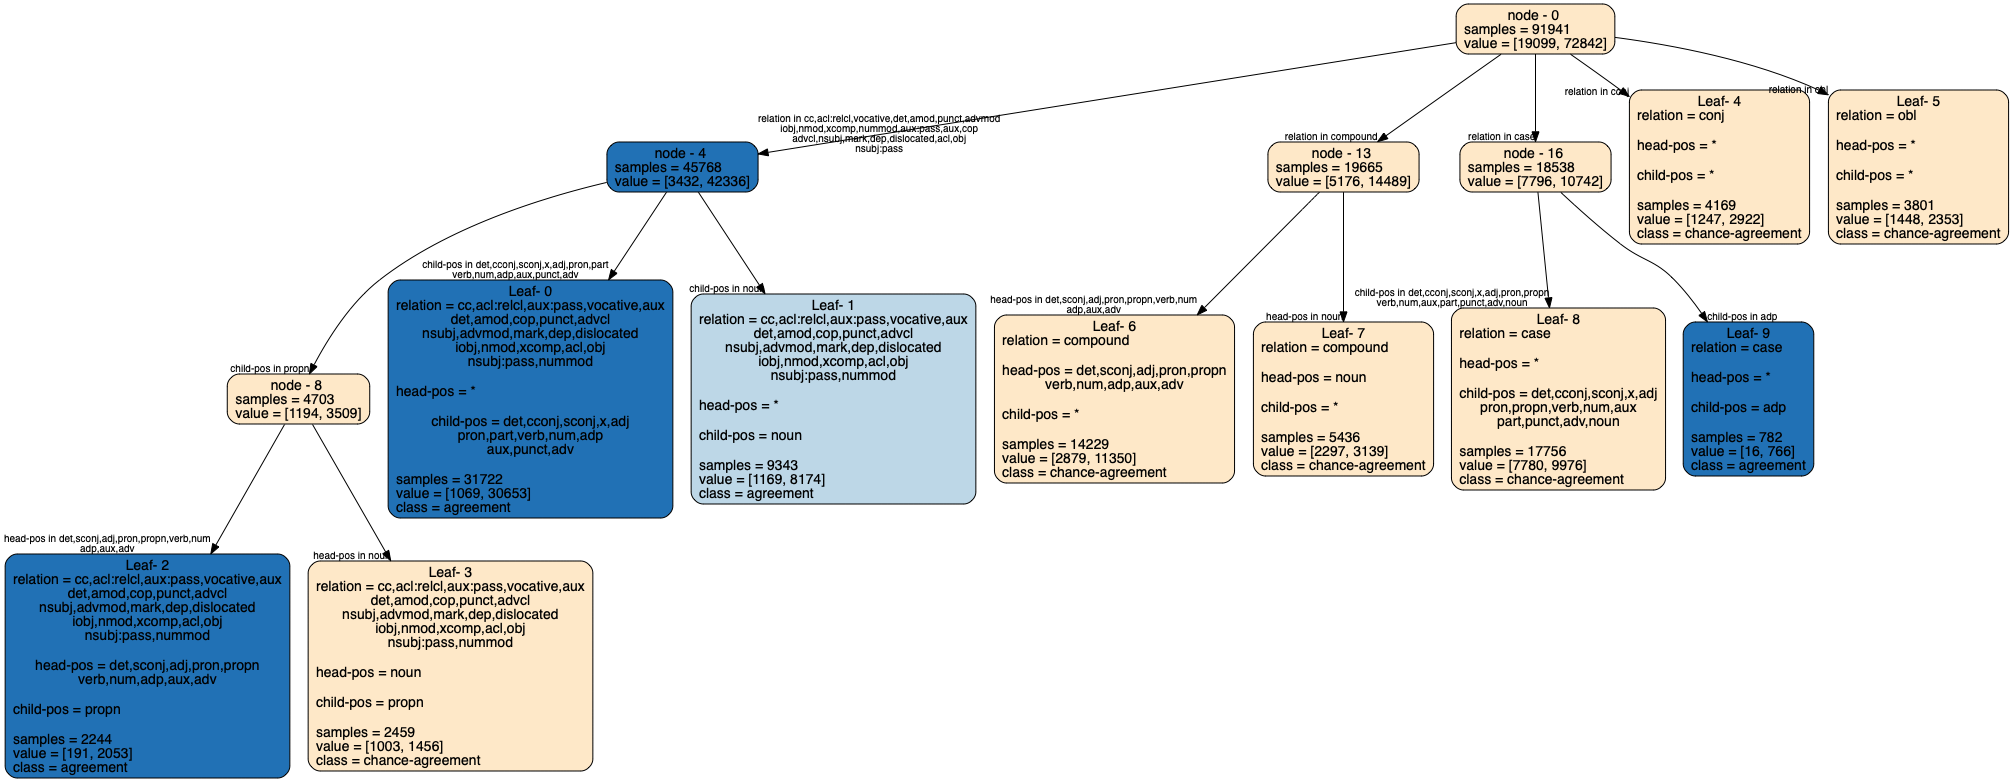 node - 0
samples = 91941
value = [19099, 72842]
relation in cc,acl:relcl,vocative,det,amod,punct,advmod
iobj,nmod,xcomp,nummod,aux:pass,aux,cop
advcl,nsubj,mark,dep,dislocated,acl,obj
nsubj:pass
relation in compound
relation in case
relation in conj
relation in obl
node - 4
samples = 45768
value = [3432, 42336]
node - 13
samples = 19665
value = [5176, 14489]
node - 16
samples = 18538
value = [7796, 10742]
Leaf- 4
relation = conj
head-pos = *
child-pos = *
samples = 4169
value = [1247, 2922]
class = chance-agreement
Leaf- 5
relation = obl
head-pos = *
child-pos = *
samples = 3801
value = [1448, 2353]
class = chance-agreement
child-pos in propn
child-pos in det,cconj,sconj,x,adj,pron,part
verb,num,adp,aux,punct,adv
child-pos in noun
head-pos in det,sconj,adj,pron,propn,verb,num
adp,aux,adv
head-pos in noun
child-pos in det,cconj,sconj,x,adj,pron,propn
verb,num,aux,part,punct,adv,noun
child-pos in adp
node - 8
samples = 4703
value = [1194, 3509]
Leaf- 0
relation = cc,acl:relcl,aux:pass,vocative,aux
det,amod,cop,punct,advcl
nsubj,advmod,mark,dep,dislocated
iobj,nmod,xcomp,acl,obj
nsubj:pass,nummod
head-pos = *
child-pos = det,cconj,sconj,x,adj
pron,part,verb,num,adp
aux,punct,adv
samples = 31722
value = [1069, 30653]
class = agreement
Leaf- 1
relation = cc,acl:relcl,aux:pass,vocative,aux
det,amod,cop,punct,advcl
nsubj,advmod,mark,dep,dislocated
iobj,nmod,xcomp,acl,obj
nsubj:pass,nummod
head-pos = *
child-pos = noun
samples = 9343
value = [1169, 8174]
class = agreement
Leaf- 6
relation = compound
head-pos = det,sconj,adj,pron,propn
verb,num,adp,aux,adv
child-pos = *
samples = 14229
value = [2879, 11350]
class = chance-agreement
Leaf- 7
relation = compound
head-pos = noun
child-pos = *
samples = 5436
value = [2297, 3139]
class = chance-agreement
Leaf- 8
relation = case
head-pos = *
child-pos = det,cconj,sconj,x,adj
pron,propn,verb,num,aux
part,punct,adv,noun
samples = 17756
value = [7780, 9976]
class = chance-agreement
Leaf- 9
relation = case
head-pos = *
child-pos = adp
samples = 782
value = [16, 766]
class = agreement
head-pos in det,sconj,adj,pron,propn,verb,num
adp,aux,adv
head-pos in noun
Leaf- 2
relation = cc,acl:relcl,aux:pass,vocative,aux
det,amod,cop,punct,advcl
nsubj,advmod,mark,dep,dislocated
iobj,nmod,xcomp,acl,obj
nsubj:pass,nummod
head-pos = det,sconj,adj,pron,propn
verb,num,adp,aux,adv
child-pos = propn
samples = 2244
value = [191, 2053]
class = agreement
Leaf- 3
relation = cc,acl:relcl,aux:pass,vocative,aux
det,amod,cop,punct,advcl
nsubj,advmod,mark,dep,dislocated
iobj,nmod,xcomp,acl,obj
nsubj:pass,nummod
head-pos = noun
child-pos = propn
samples = 2459
value = [1003, 1456]
class = chance-agreement